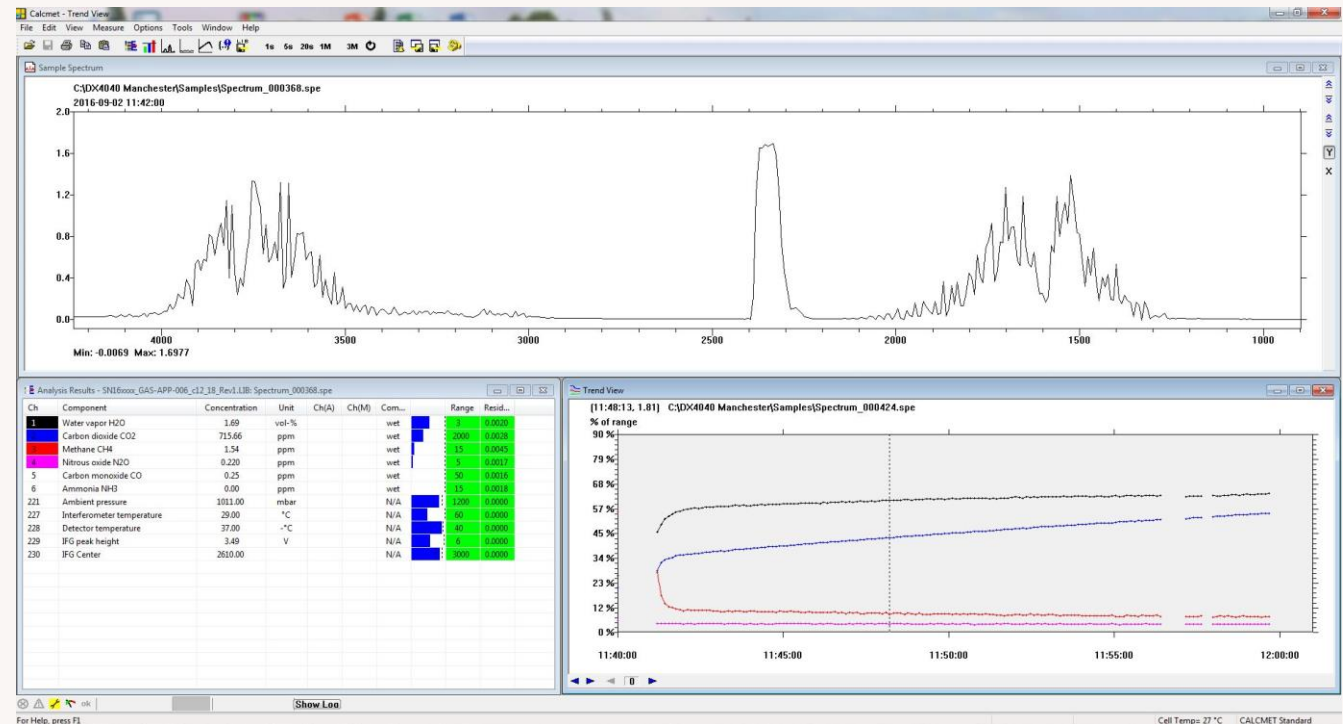 Calcmet - Trend View
File Edit View Measure Options Tools Window Help
1s 5s 20s 1M 3M
Sample Spectrum
C:\DX4040 Manchester\Samples\Spectrum_000368.spe
2016-09-02 11:42:00
2.0
1.6
1.2
0.8
0.4
0.0
4000 3500 3000 2500 2000 1500 1000
Min: -0.0069 Max: 1.6977
Y
X
Analysis Results - SN16xxxx_GAS-APP-006_c12_18_Rev1.LIB: Spectrum_000368.spe
Ch Component Concentration Unit Ch(A) Ch(M) Com... Range Resid...
1 Water vapor H2O 1.69 vol-% wet 3 0.0020
Carbon dioxide CO2 715.66 ppm wet 2000 0.0028
3 Methane CH4 1.54 ppm wet 15 0.0045
4 Nitrous oxide N2O 0.220 ppm wet 5 0.0017
5 Carbon monoxide CO 0.25 ppm wet 50 0.0016
6 Ammonia NH3 0.00 ppm wet 15 0.0018
221 Ambient pressure 1011.00 mbar N/A 1200 0.0000
227 Interferometer temperature 29.00 °C N/A 60 0.0000
228 Detector temperature 37.00 -°C N/A 40 0.0000
229 IFG peak height 3.49 V N/A 6 0.0000
230 IFG Center 2610.00 N/A 3000 0.0000
Trend View
[11:48:13, 1.81] C:\DX4040 Manchester\Samples\Spectrum_000424.spe
% of range
90 %
79 %
68 %
57 %
45 %
34 %
23 %
12 %
0 %
11:40:00 11:45:00 11:50:00 11:55:00 12:00:00
0
ok Show Log
For Help, press F1 Cell Temp= 27 °C CALCMET Standard